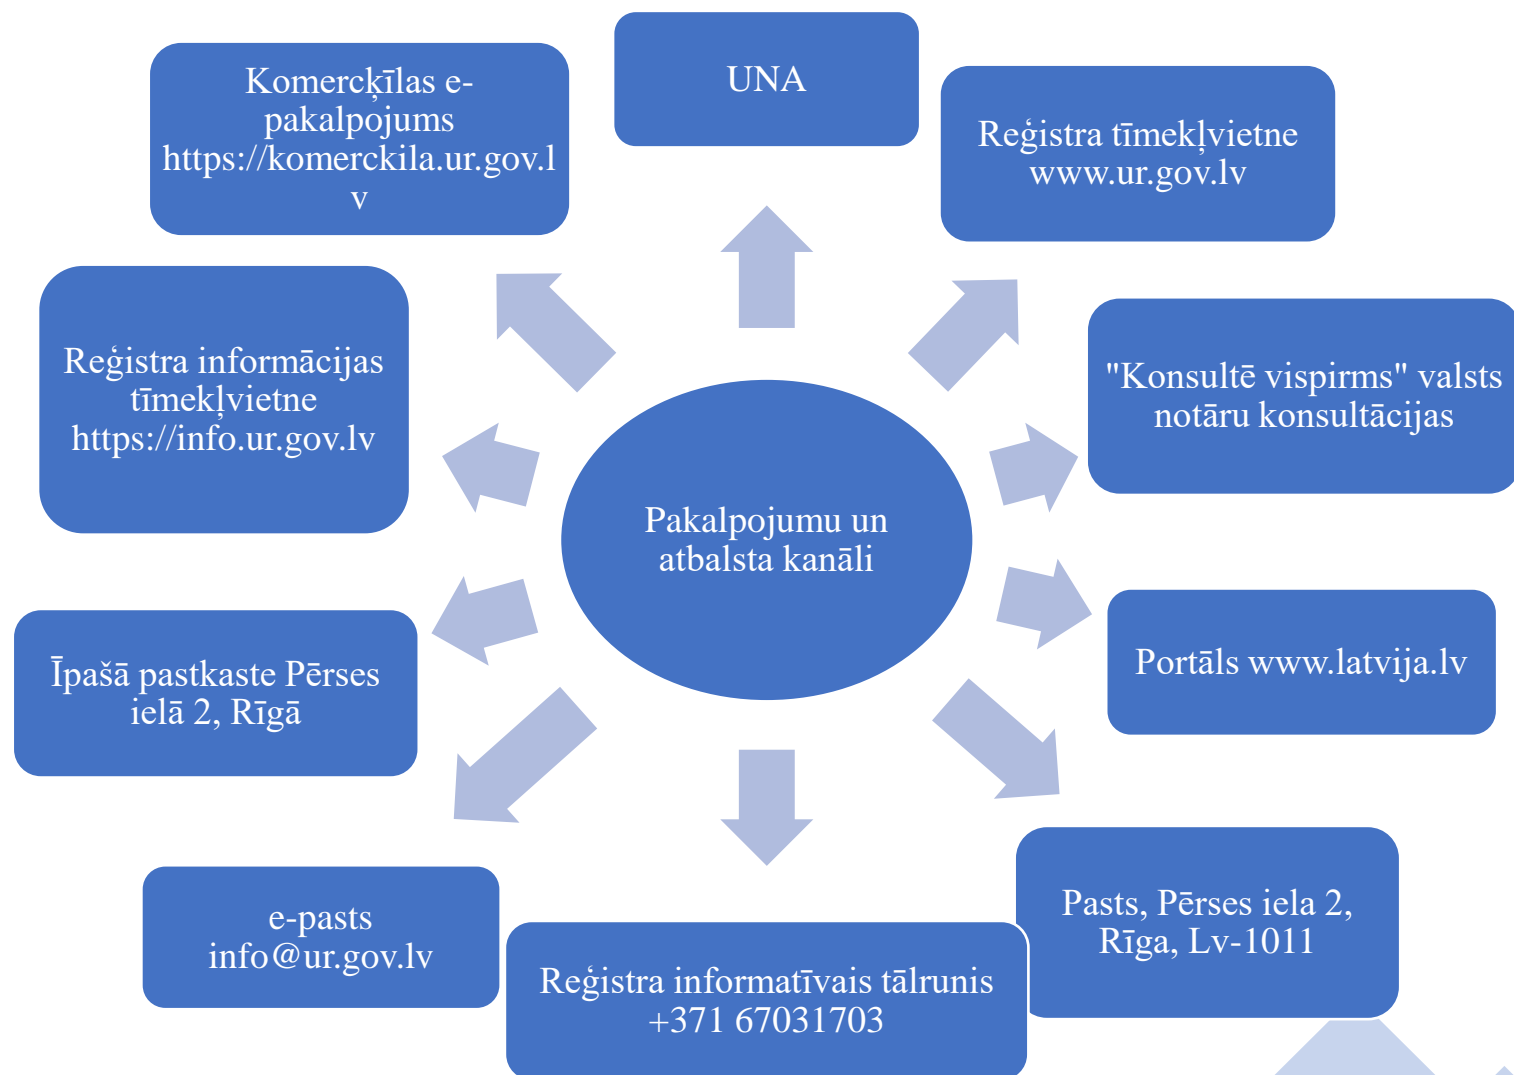 UNA
Reģistra tīmekļvietne
www.ur.gov.lv
"Konsultē vispirms" valsts
notāru konsultācijas
Portāls www.latvija.lv
Pasts, Pērses iela 2,
Rīga, Lv-1011
Reģistra informatīvais tālrunis
+371 67031703
e-pasts
info@ur.gov.lv
Īpašā pastkaste Pērses
ielā 2, Rīgā
Reģistra informācijas
tīmekļvietne
https://info.ur.gov.lv
Komercķīlas e-
pakalpojums
https://komerckila.ur.gov.l
v
Pakalpojumu un
atbalsta kanāli